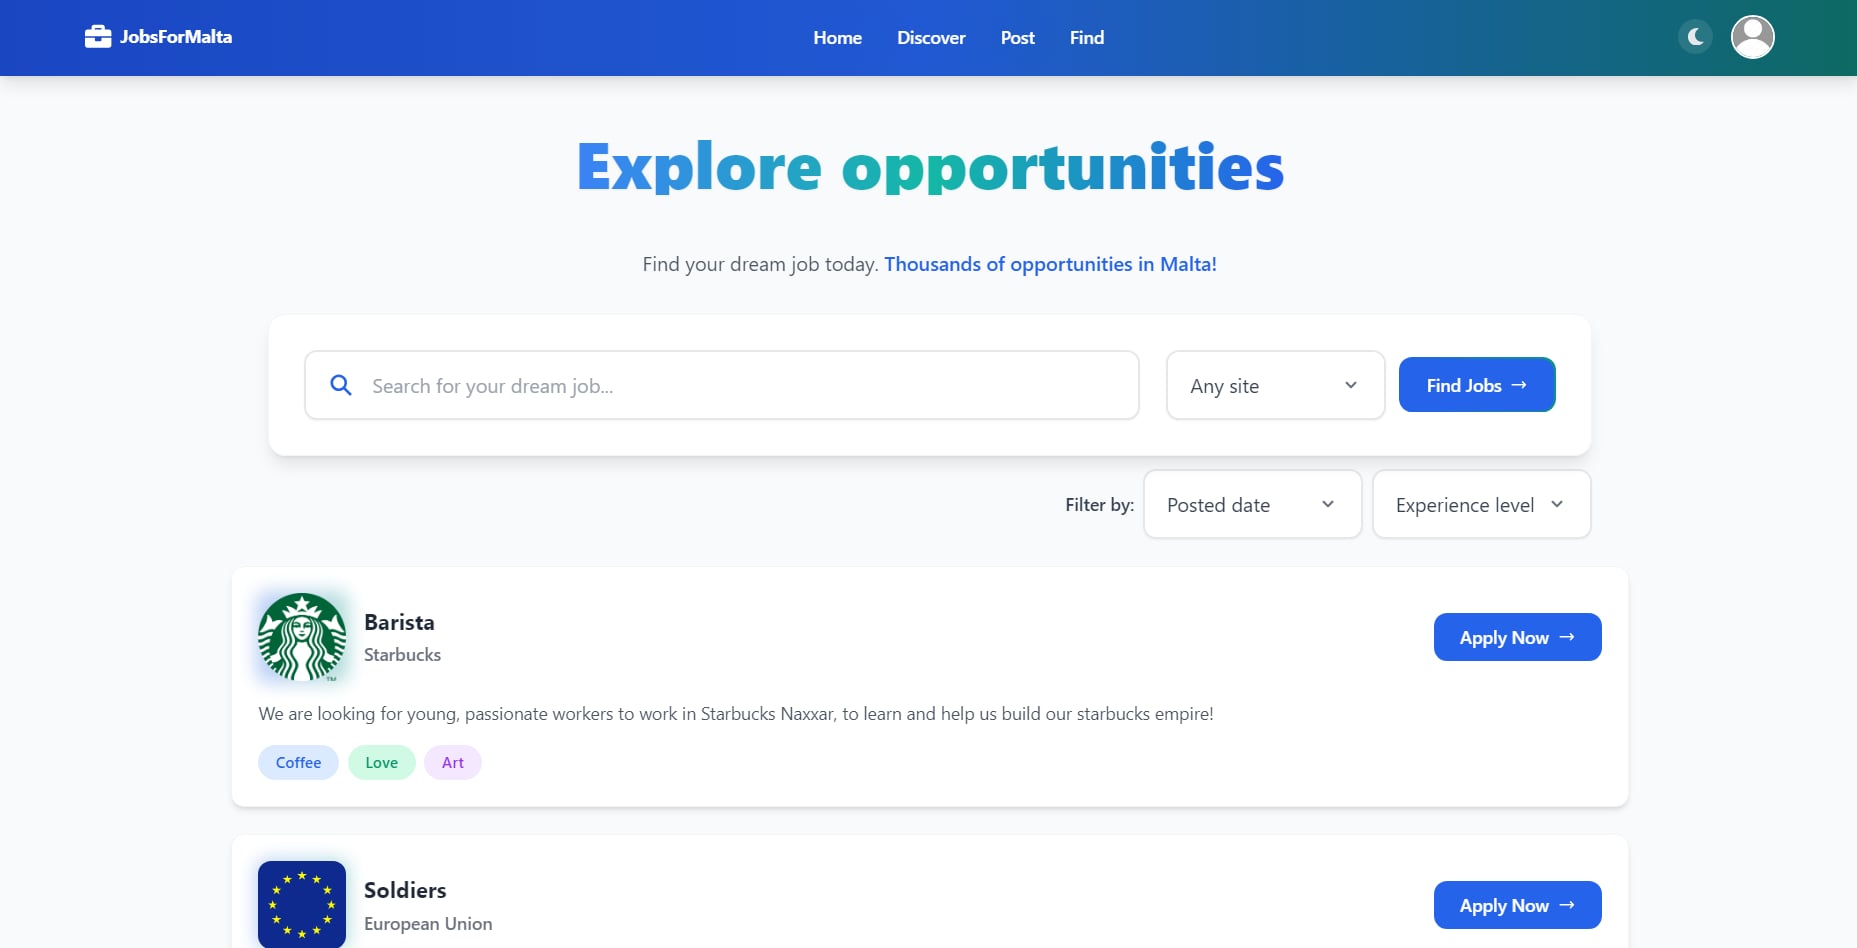 JobsForMalta
Home Discover Post Find
Explore opportunities
Find your dream job today. Thousands of opportunities in Malta!
Search for your dream job...
Any site
Find Jobs →
Filter by: Posted date Experience level
Barista
Starbucks
Apply Now →
TM
We are looking for young, passionate workers to work in Starbucks Naxxar, to learn and help us build our starbucks empire!
Coffee Love Art
Soldiers
European Union
Apply Now →